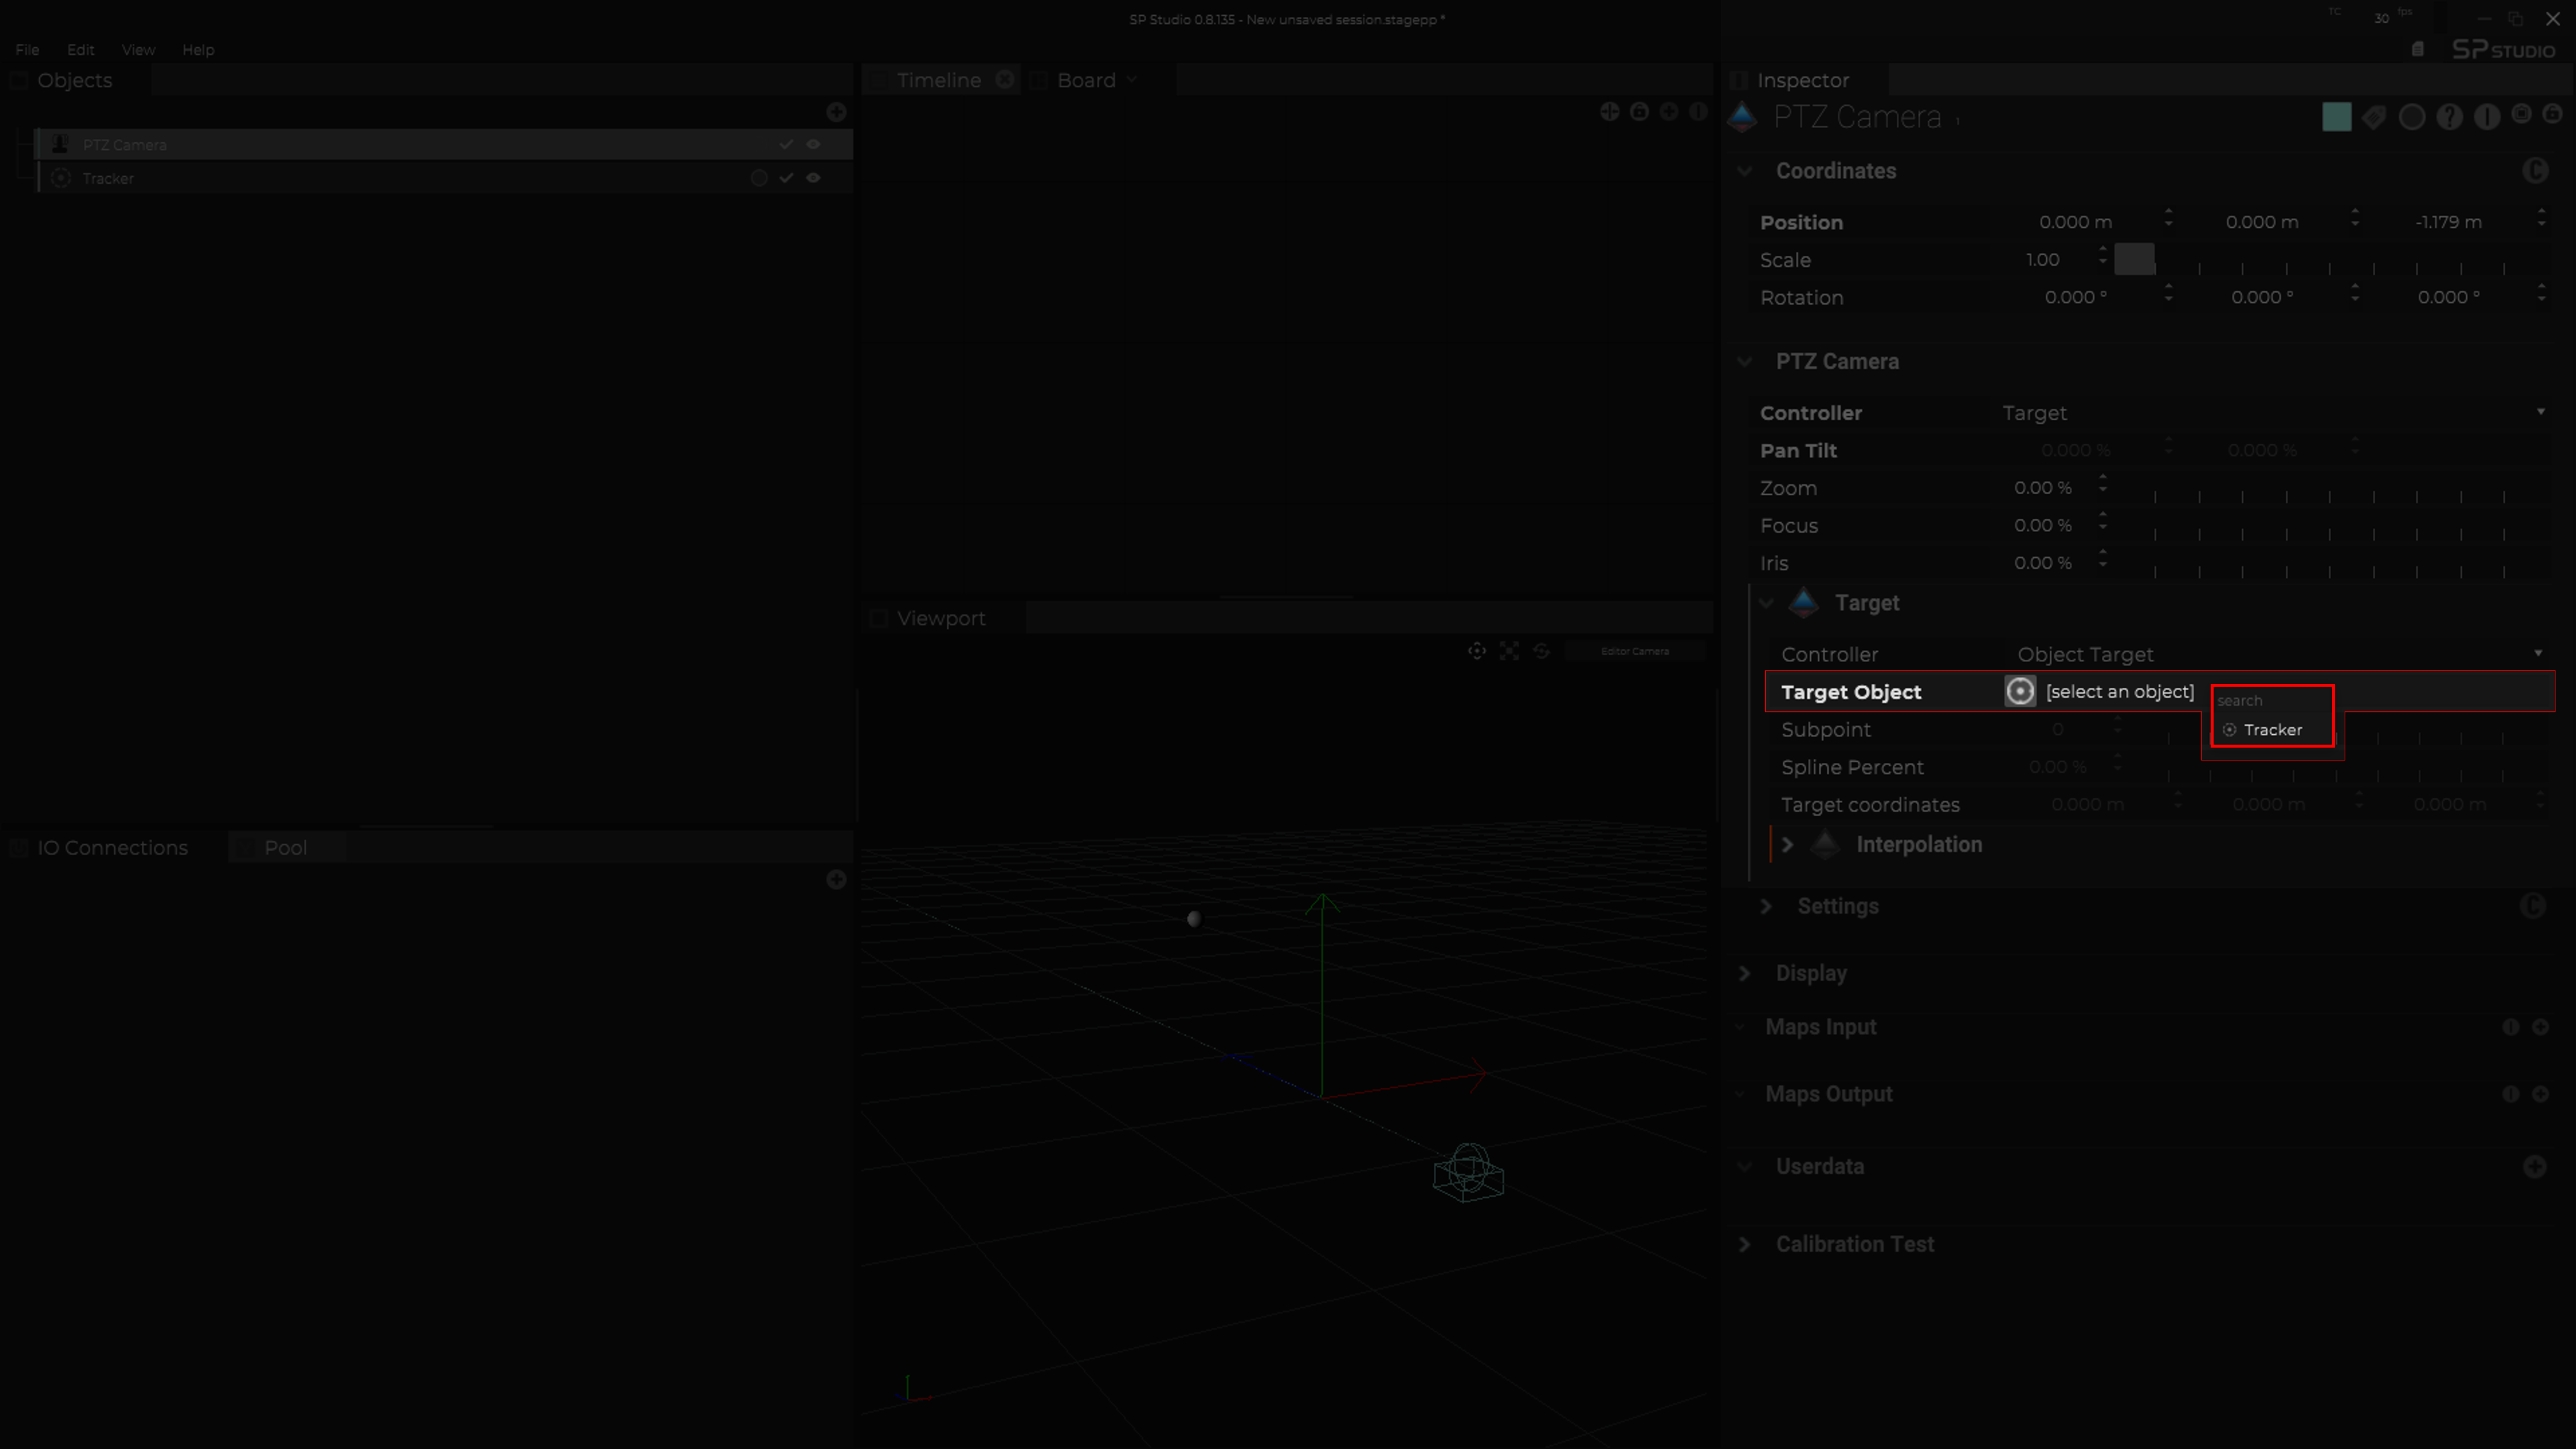 SP Studio 0.8.135 - New unsaved session.stagepp *
TC
30 fps
File Edit View Help
SP STUDIO
Objects
PTZ Camera
Tracker
Timeline
Board
Inspector
PTZ Camera
Coordinates
Position 0.000 m 0.000 m -1.179 m
Scale 1.00
Rotation 0.000 ° 0.000 ° 0.000 °
PTZ Camera
Controller Target
Pan Tilt 0.000 % 0.000 %
Zoom 0.00 %
Focus 0.00 %
Iris 0.00 %
Target
Controller Object Target
Target Object [select an object]
search
Tracker
Subpoint 0
Spline Percent 0.00 %
Target coordinates 0.000 m 0.000 m 0.000 m
Interpolation
Settings
Display
Maps Input
Maps Output
Userdata
Calibration Test
Viewport
Editor Camera
IO Connections
Pool